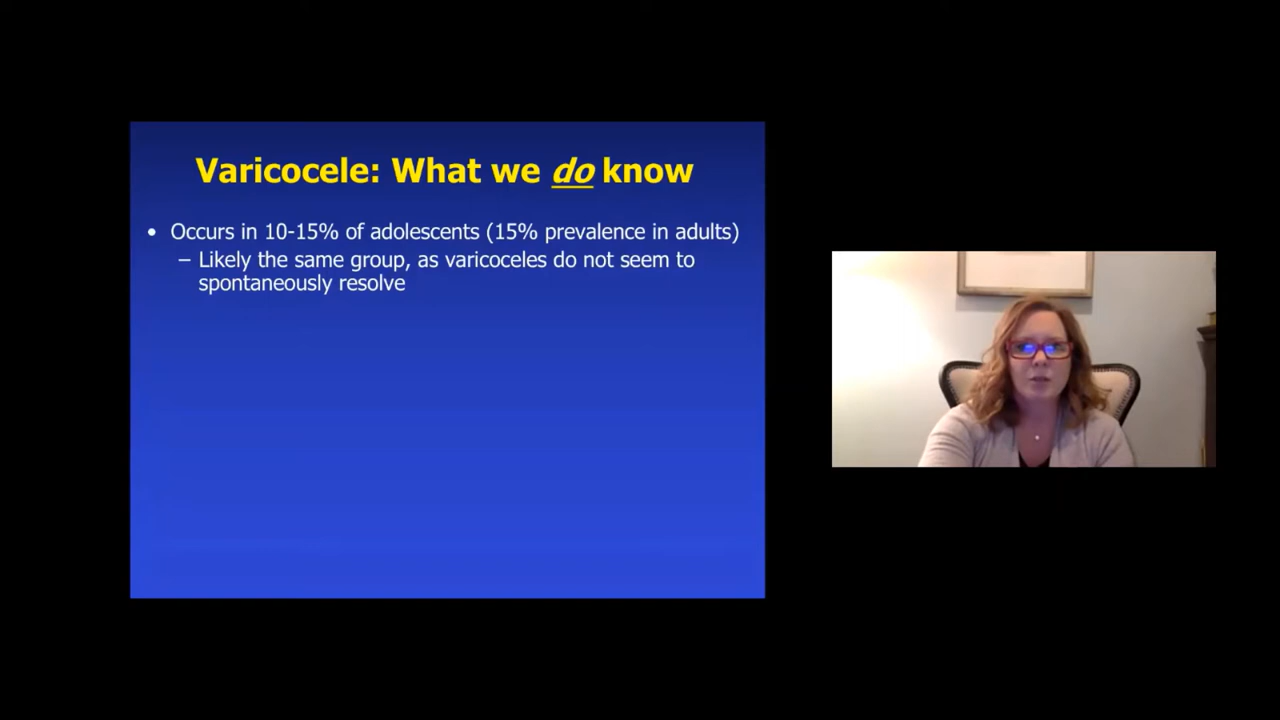 Varicocele: What we do know
• Occurs in 10-15% of adolescents (15% prevalence in adults)
– Likely the same group, as varicoceles do not seem to
spontaneously resolve